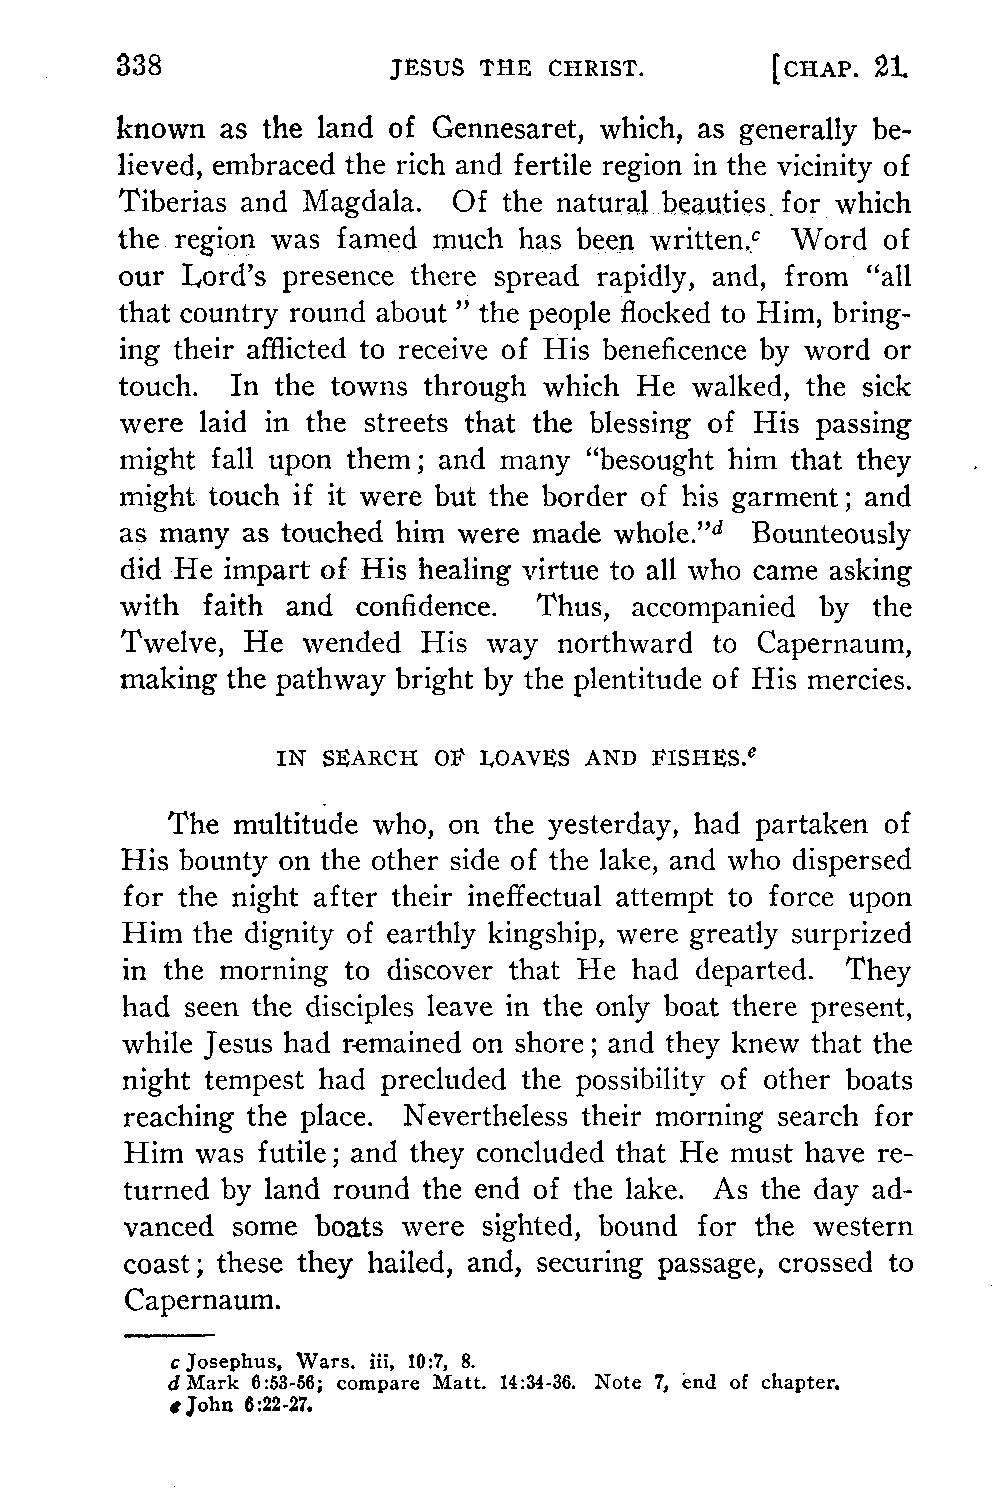 338 JESUS THE CHRIST. [CHAP. 21.
known as the land of Gennesaret, which, as generally be-
lieved, embraced the rich and fertile region in the vicinity of
Tiberias and Magdala. Of the natural beauties for which
the region was famed much has been written.c Word of
our Lord's presence there spread rapidly, and, from "all
that country round about" the people flocked to Him, bring-
ing their afflicted to receive of His beneficence by word or
touch. In the towns through which He walked, the sick
were laid in the streets that the blessing of His passing
might fall upon them; and many "besought him that they
might touch if it were but the border of his garment; and
as many as touched him were made whole."d Bounteously
did He impart of His healing virtue to all who came asking
with faith and confidence. Thus, accompanied by the
Twelve, He wended His way northward to Capernaum,
making the pathway bright by the plentitude of His mercies.
IN SEARCH OF LOAVES AND FISHES.e
The multitude who, on the yesterday, had partaken of
His bounty on the other side of the lake, and who dispersed
for the night after their ineffectual attempt to force upon
Him the dignity of earthly kingship, were greatly surprized
in the morning to discover that He had departed. They
had seen the disciples leave in the only boat there present,
while Jesus had remained on shore; and they knew that the
night tempest had precluded the possibility of other boats
reaching the place. Nevertheless their morning search for
Him was futile; and they concluded that He must have re-
turned by land round the end of the lake. As the day ad-
vanced some boats were sighted, bound for the western
coast; these they hailed, and, securing passage, crossed to
Capernaum.
c Josephus, Wars. iii, 10:7, 8.
d Mark 6:53-56; compare Matt. 14:34-36. Note 7, end of chapter.
e John 6:22-27.